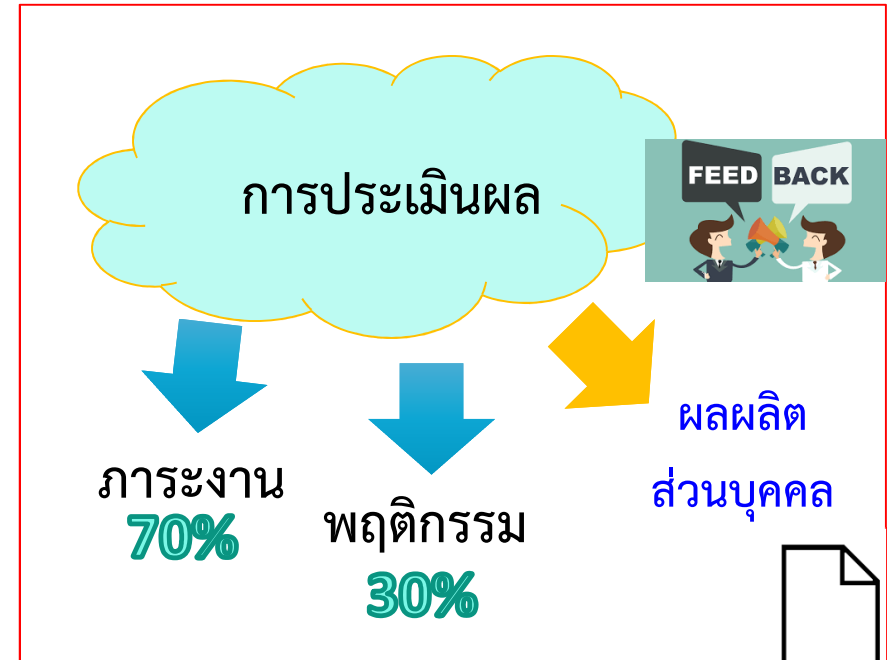 การประเมินผล
FEED BACK
ภาระงาน
70%
พฤติกรรม
30%
ผลผลิต
ส่วนบุคคล